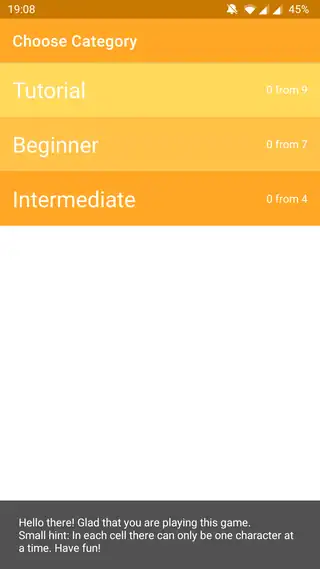 19:08
45%
Choose Category
Tutorial
0 from 9
Beginner
0 from 7
Intermediate
0 from 4
Hello there! Glad that you are playing this game.
Small hint: In each cell there can only be one character at
a time. Have fun!